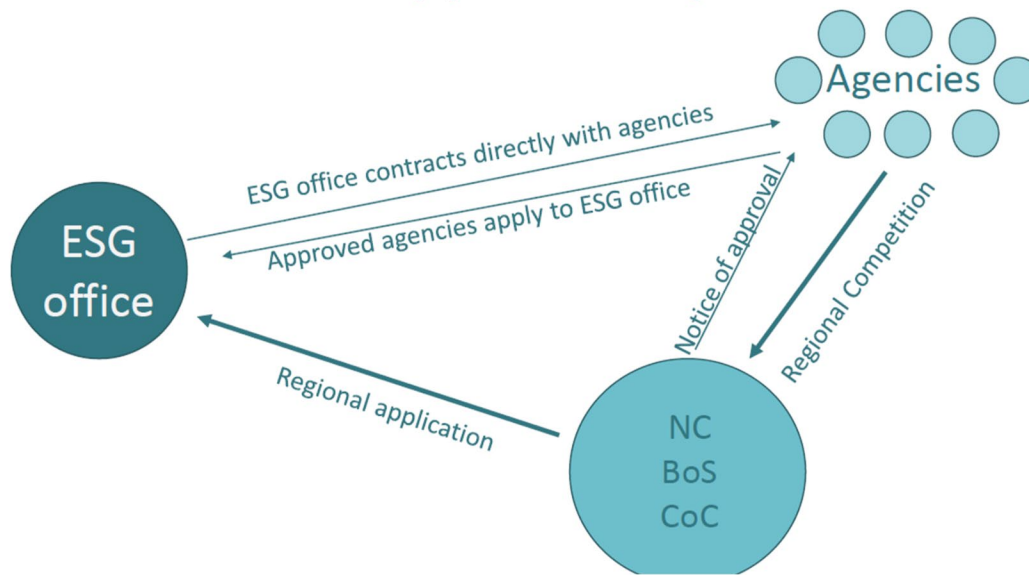 Agencies
ESG office contracts directly with agencies
Approved agencies apply to ESG office
ESG
office
Notice of approval
Regional Competition
Regional application
NC
BoS
CoC